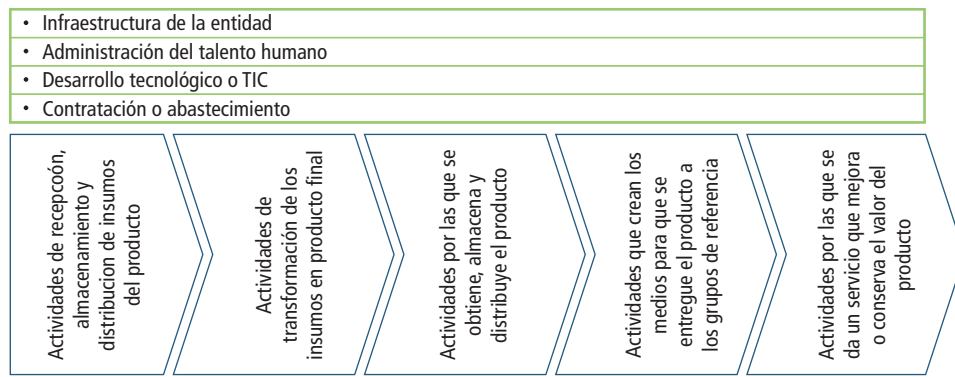 • Infraestructura de la entidad
• Administración del talento humano
• Desarrollo tecnológico o TIC
• Contratación o abastecimiento
Actividades de recepcoón,
almacenamiento y
distribucion de insumos
del producto
Actividades de
transformación de los
insumos en producto final
Actividades por las que se
obtiene, almacena y
distribuye el producto
Actividades que crean los
medios para que se
entregue el producto a
los grupos de referencia
Actividades por las que se
da un servicio que mejora
o conserva el valor del
producto